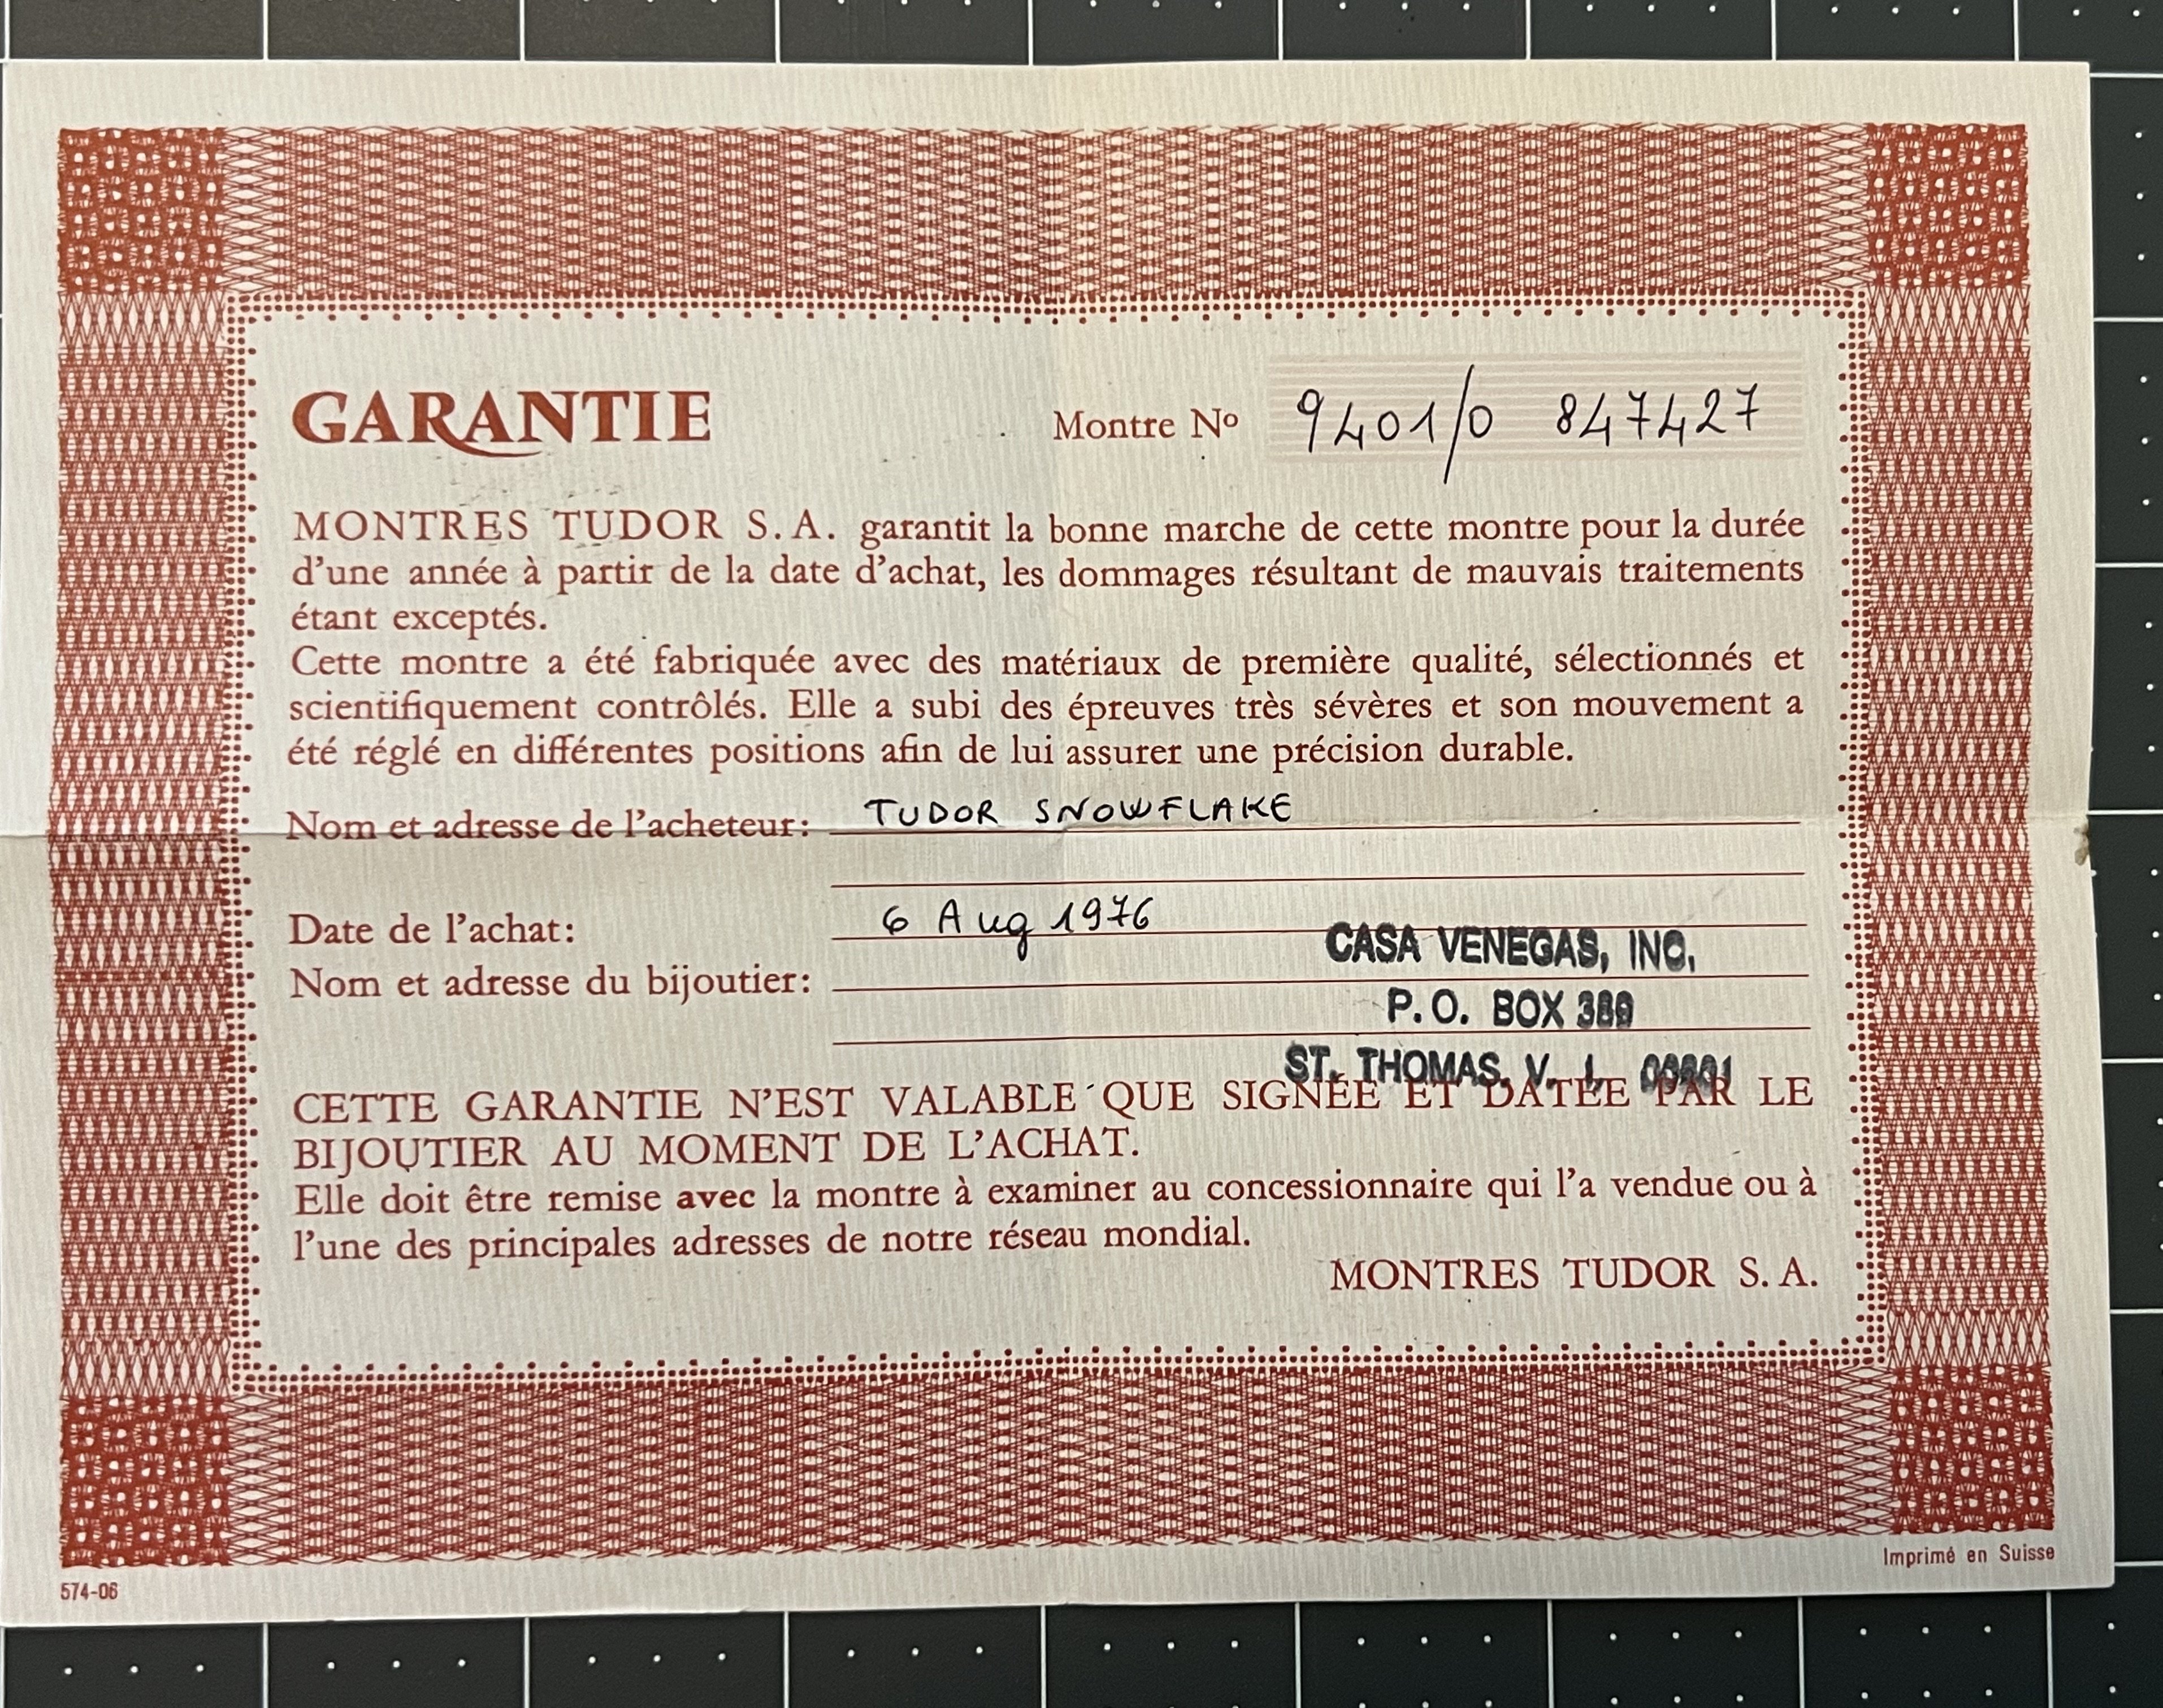 GARANTIE Montre Nº 9401/0 847427
MONTRES TUDOR S.A. garantit la bonne marche de cette montre pour la durée
d'une année à partir de la date d'achat, les dommages résultant de mauvais traitements
étant exceptés.
Cette montre a été fabriquée avec des matériaux de première qualité, sélectionnés et
scientifiquement contrôlés. Elle a subi des épreuves très sévères et son mouvement a
été réglé en différentes positions afin de lui assurer une précision durable.
Nom et adresse de l'acheteur: TUDOR SNOWFLAKE
Date de l'achat: 6 Aug 1976
CASA VENEGAS, INC.
Nom et adresse du bijoutier:
P.O. BOX
ST. THOMAS, V. I.
CETTE GARANTIE N'EST VALABLE QUE SIGNÉE ET DATÉE PAR LE
BIJOUTIER AU MOMENT DE L'ACHAT.
Elle doit être remise avec la montre à examiner au concessionnaire qui l'a vendue ou à
l'une des principales adresses de notre réseau mondial.
MONTRES TUDOR S.A.
Imprimé en Suisse
574-06